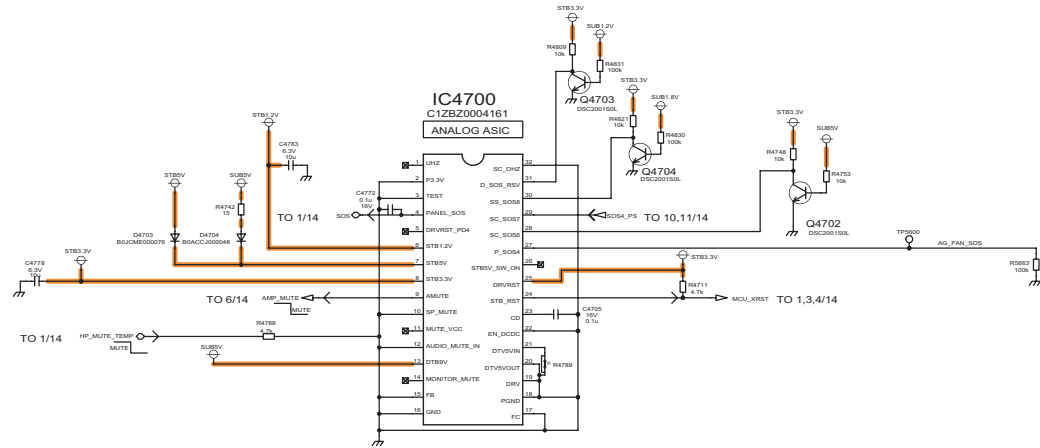 STB3.3V
SUB1.2V
R4809
10k
R4831
100k
Q4703
DSC2001S0L
STB3.3V
SUB1.8V
R4821
10k
R4830
100k
Q4704
DSC2001S0L
STB3.3V
SUB5V
R4748
10k
R4753
10k
Q4702
DSC2001S0L
IC4700
C1ZBZ0004161
ANALOG ASIC
STB1.2V
C4783
6.3V
10u
STB5V
SUB5V
R4742
15
TO 1/14
D4703
B0JCME000076
D4704
B0ACCJ000048
C4772
0.1u
16V
SOS
STB3.3V
C4778
6.3V
10u
TO 6/14
AMP_MUTE
MUTE
TO 1/14
HP_MUTE_TEMP
MUTE
R4788
4.7k
SUB5V
1 UHZ
2 P3.3V
3 TEST
4 PANEL_SOS
5 DRVRST_PD4
6 STB1.2V
7 STB5V
8 STB3.3V
9 AMUTE
10 SP_MUTE
11 MUTE_VCC
12 AUDIO_MUTE_IN
13 DTB9V
14 MONITOR_MUTE
15 FB
16 GND
SC_OHZ 32
D_SOS_RSV 31
SS_SOS8 30
SC_SOS7 29
SC_SOS6 28
P_SOS4 27
STB5V_SW_ON 26
DRVRST 25
STB_RST 24
CD 23
EN_DCDC 22
DTV5VIN 21
DTV5VOUT 20
DRV 19
PGND 18
FC 17
SOS4_PS
TO 10,11/14
TP5600
AG_FAN_SOS
R5663
100k
STB3.3V
R4711
4.7k
MCU_XRST
TO 1,3,4/14
C4705
16V
0.1u
R4789